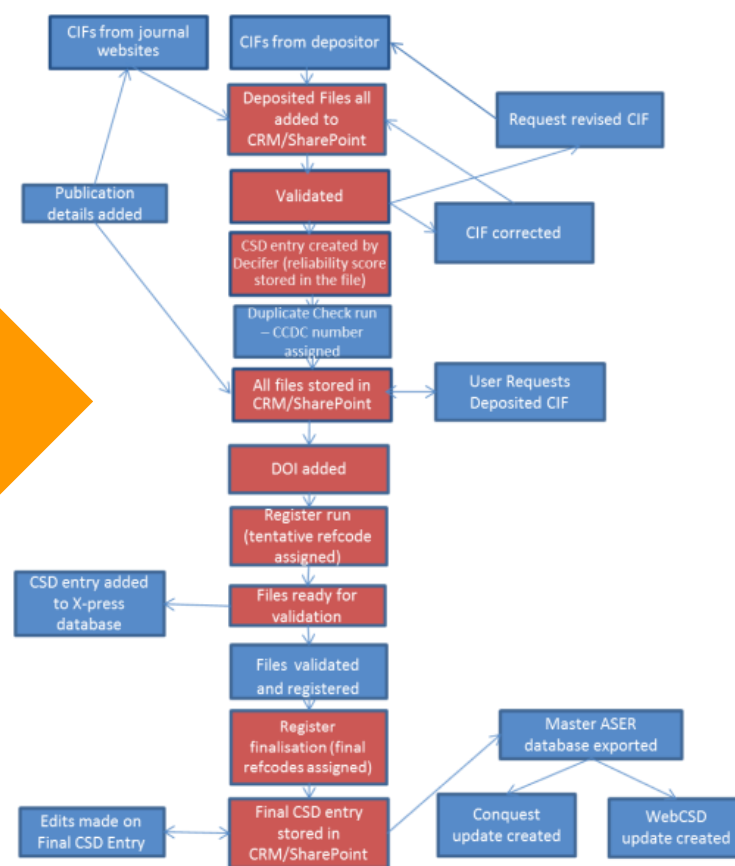 CIFs from journal
websites
CIFs from depositor
Deposited Files all
added to
CRM/SharePoint
Request revised CIF
Validated
Publication
details added
CIF corrected
CSD entry created by
Decifer (reliability score
stored in the file)
Duplicate Check run
– CCDC number
assigned
All files stored in
CRM/SharePoint
User Requests
Deposited CIF
DOI added
Register run
(tentative refcode
assigned)
CSD entry added
to X-press
database
Files ready for
validation
Files validated
and registered
Register
finalisation (final
refcodes assigned)
Master ASER
database exported
Edits made on
Final CSD Entry
Final CSD entry
stored in
CRM/SharePoint
Conquest
update created
WebCSD
update created